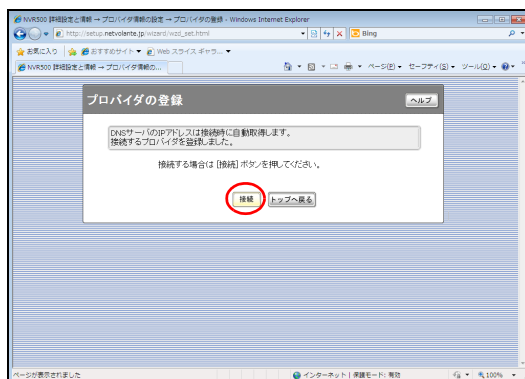 NVR500 詳細設定と情報 → プロバイダ情報の設定 → プロバイダの登録 - Windows Internet Explorer
http://setup.netvolante.jp/wizard/wzd_set.html
Bing
お気に入り おすすめサイト ▼ Web スライス ギャラ... ▼
NVR500 詳細設定と情報 → プロバイダ情報の...
ページ(P) ▼ セーフティ(S) ▼ ツール(O) ▼
プロバイダの登録
ヘルプ
DNSサーバのIPアドレスは接続時に自動取得します。
接続するプロバイダを登録しました。
接続する場合は [接続] ボタンを押してください。
接続 トップへ戻る
ページが表示されました
インターネット | 保護モード: 有効
100%